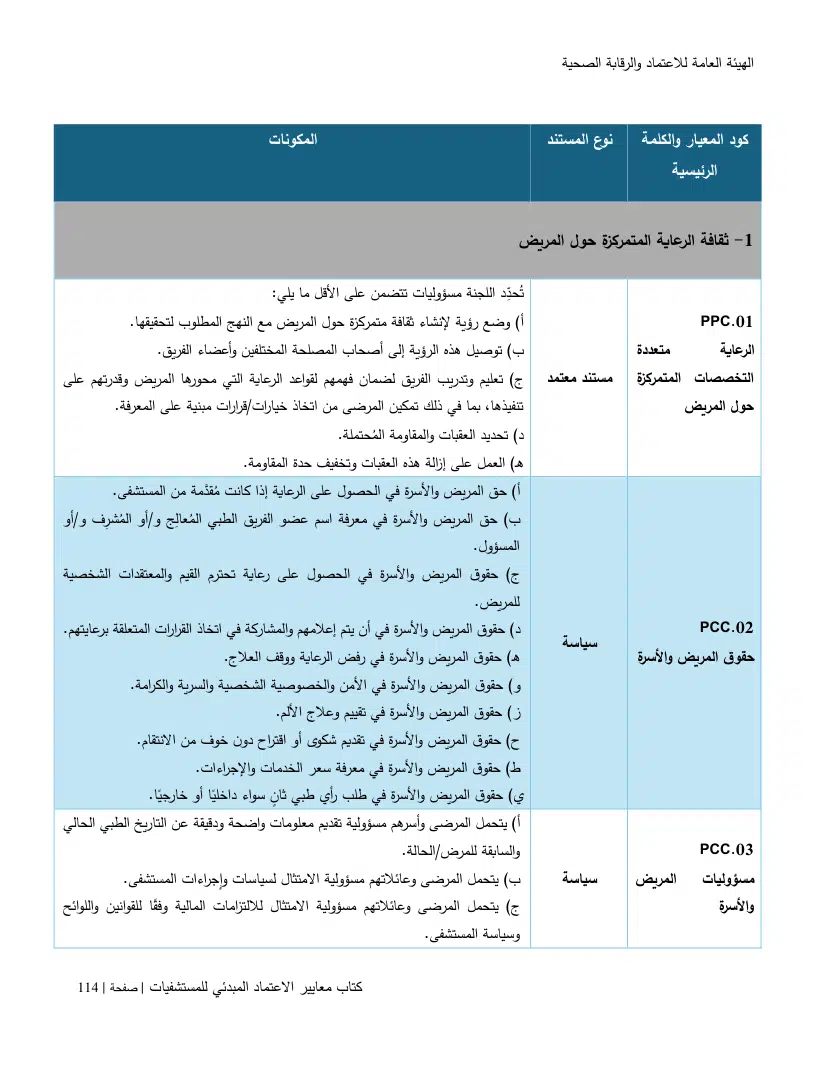 الهيئة العامة للاعتماد والرقابة الصحية
كود المعيار والكلمة الرئيسية
نوع المستند
المكونات
1- ثقافة الرعاية المتمركزة حول المريض
PPC.01
الرعاية متعددة
التخصصات المتمركزة
حول المريض
مستند معتمد
تُحدِّد اللجنة مسؤوليات تتضمن على الأقل ما يلي:
أ) وضع رؤية لإنشاء ثقافة متمركزة حول المريض مع النهج المطلوب لتحقيقها.
ب) توصيل هذه الرؤية إلى أصحاب المصلحة المختلفين وأعضاء الفريق.
ج) تعليم وتدريب الفريق لضمان فهمهم لقواعد الرعاية التي محورها المريض وقدرتهم على
تنفيذها، بما في ذلك تمكين المرضى من اتخاذ خيارات/قرارات مبنية على المعرفة.
د) تحديد العقبات والمقاومة المُحتملة.
هـ) العمل على إزالة هذه العقبات وتخفيف حدة المقاومة.
PCC.02
حقوق المريض والأسرة
سياسة
أ) حق المريض والأسرة في الحصول على الرعاية إذا كانت مُقدَّمة من المستشفى.
ب) حق المريض والأسرة في معرفة اسم عضو الفريق الطبي المُعالِج و/أو المُشرِف و/أو
المسؤول.
ج) حقوق المريض والأسرة في الحصول على رعاية تحترم القيم والمعتقدات الشخصية
للمريض.
د) حقوق المريض والأسرة في أن يتم إعلامهم والمشاركة في اتخاذ القرارات المتعلقة برعايتهم.
هـ) حقوق المريض والأسرة في رفض الرعاية ووقف العلاج.
و) حقوق المريض والأسرة في الأمن والخصوصية الشخصية والسرية والكرامة.
ز) حقوق المريض والأسرة في تقييم وعلاج الألم.
ح) حقوق المريض والأسرة في تقديم شكوى أو اقتراح دون خوف من الانتقام.
ط) حقوق المريض والأسرة في معرفة سعر الخدمات والإجراءات.
ي) حقوق المريض والأسرة في طلب رأي طبي ثانٍ سواء داخليًا أو خارجيًا.
PCC.03
مسؤوليات المريض
والأسرة
سياسة
أ) يتحمل المرضى وأسرهم مسؤولية تقديم معلومات واضحة ودقيقة عن التاريخ الطبي الحالي
والسابقة للمرض/الحالة.
ب) يتحمل المرضى وعائلاتهم مسؤولية الامتثال لسياسات وإجراءات المستشفى.
ج) يتحمل المرضى وعائلاتهم مسؤولية الامتثال للالتزامات المالية وفقًا للقوانين واللوائح
وسياسة المستشفى.
كتاب معايير الاعتماد المبدئي للمستشفيات | صفحة | 114